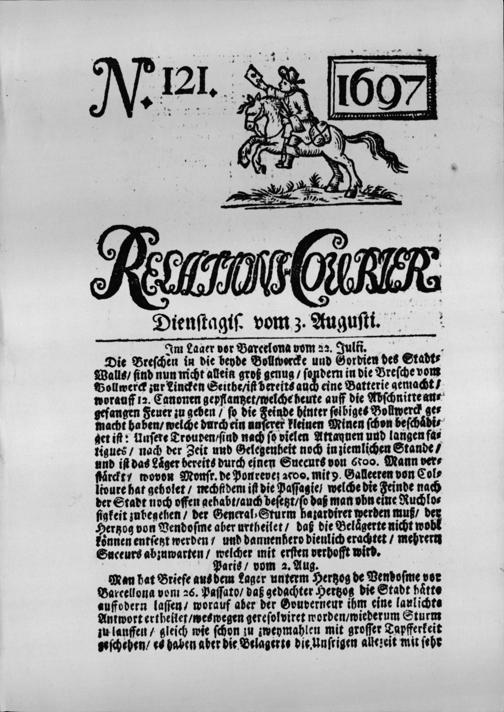 No. 121.
1697
RELATIONS-COURIER.
Dienstagis. vom 3. Augusti.
Im Lager vor Barcelona vom 22. Julii.
Die Breschen in die beyde Bollwercke und Gordien des Stadt-
Walls / sind nun nicht allein groß genug / sondern in die Bresche vom
Bollwerck zur Lincken Seithe / ist bereits auch eine Batterie gemacht /
worauff 12. Canonen gepflantzet / welche heute auff die Abschnitte an-
gefangen Feuer zu geben / so die Feinde hinter selbiges Bollwerck ge-
macht haben / welche durch ein unserer kleinen Minen schon beschädi-
get ist: Unsere Trouven / sind nach so vielen Attaquen und langen fa-
tigues / nach der Zeit und Gelegenheit noch in ziemlichen Stande /
und ist das Läger bereits durch einen Succurs von 6500. Mann ver-
stärckt / wovon Monsr. de Ponrevez 2500. mit 9. Galleeren von Col-
lioure hat geholet / nechstdem ist die Passagie / welche die Feinde nach
der Stadt noch offen gehabt / auch besetzt / so daß man ohn eine Ruchlo-
sigkeit zubegehen / der General-Sturm hazardiret werden muß / der
Hertzog von Vendosme aber urtheilet / daß die Belägerte nicht wohl
können entsetzt werden / und dannenhero dienlich erachtet / mehrern
Succurs abzuwarten / welcher mit ersten verhofft wird.
Paris / vom 2. Aug.
Man hat Briefe aus dem Lager unterm Hertzog de Vendosme vor
Barcellona vom 26. Passato / daß gedachter Hertzog die Stadt hätte
auffodern lassen / worauf aber der Gouverneur ihm eine laulichte
Antwort ertheilet / weswegen geresolviret worden / wiederum Sturm
zu lauffen / gleich wie schon zu zweymahlen mit grosser Tapfferkeit
geschehen / es haben aber die Belagerte die Unsrigen allezeit mit sehr